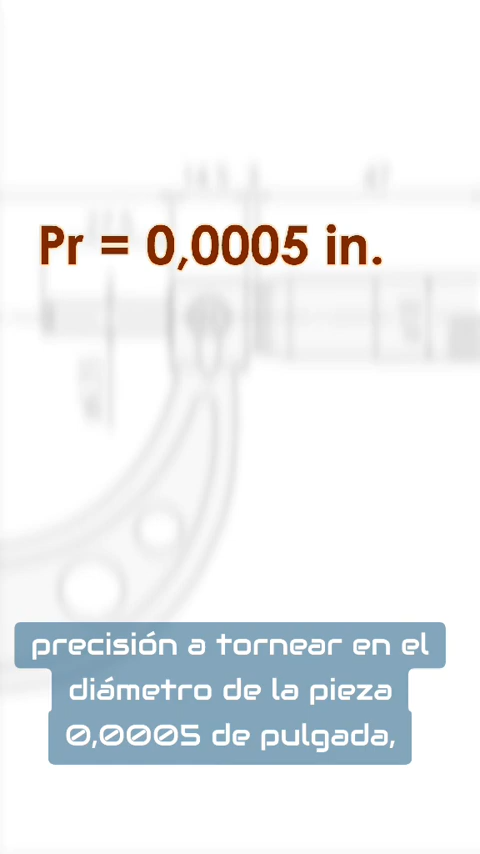 Pr = 0,0005 in.
precisión a tornear en el
diámetro de la pieza
0,0005 de pulgada,